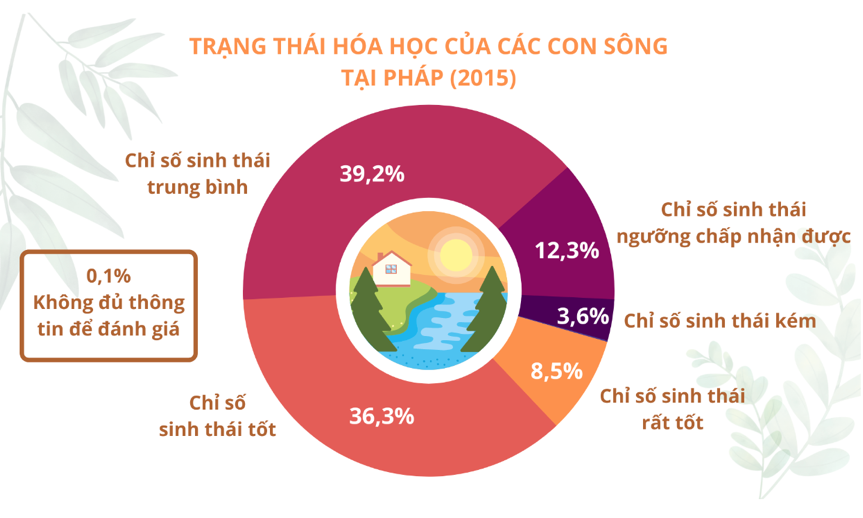 TRẠNG THÁI HÓA HỌC CỦA CÁC CON SÔNG
TẠI PHÁP (2015)
Chỉ số sinh thái
trung bình
39,2%
Chỉ số sinh thái
ngưỡng chấp nhận được
12,3%
0,1%
Không đủ thông
tin để đánh giá
3,6%
Chỉ số sinh thái kém
8,5%
Chỉ số sinh thái
rất tốt
Chỉ số
sinh thái tốt
36,3%